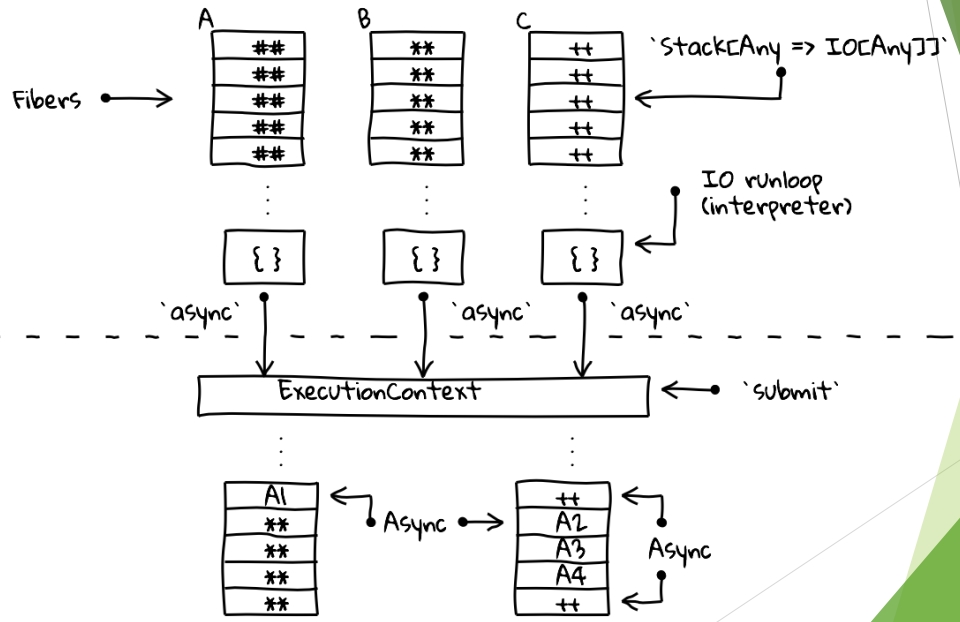 A
B
C
##
##
##
##
##
**
**
**
**
**
++
++
++
++
++
`Stack[Any => IO[Any]]`
Fibers
IO runloop
(interpreter)
{ }
{ }
{ }
`async`
`async`
`async`
ExecutionContext
`submit`
A1
**
**
**
**
Async
++
A2
A3
A4
++
Async